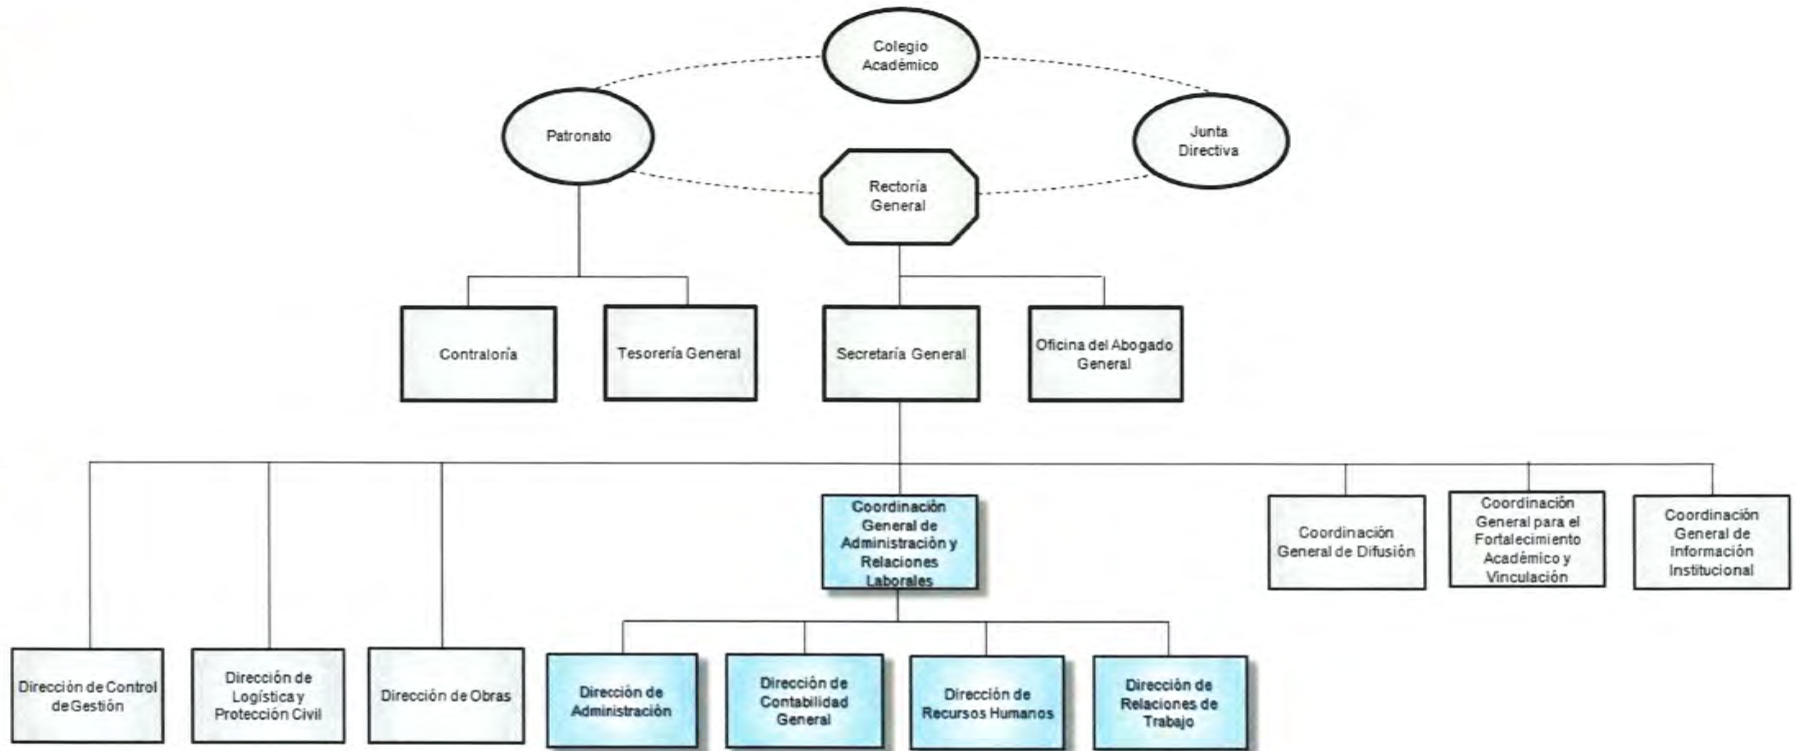 Colegio
Académico
Patronato
Junta
Directiva
Rectoría
General
Contraloría
Tesorería General
Secretaría General
Oficina del Abogado
General
Coordinación
General de
Administración y
Relaciones
Laborales
Coordinación
General de Difusión
Coordinación
General para el
Fortalecimiento
Académico y
Vinculación
Coordinación
General de
Información
Institucional
Dirección de Control
de Gestión
Dirección de
Logística y
Protección Civil
Dirección de Obras
Dirección de
Administración
Dirección de
Contabilidad
General
Dirección de
Recursos Humanos
Dirección de
Relaciones de
Trabajo